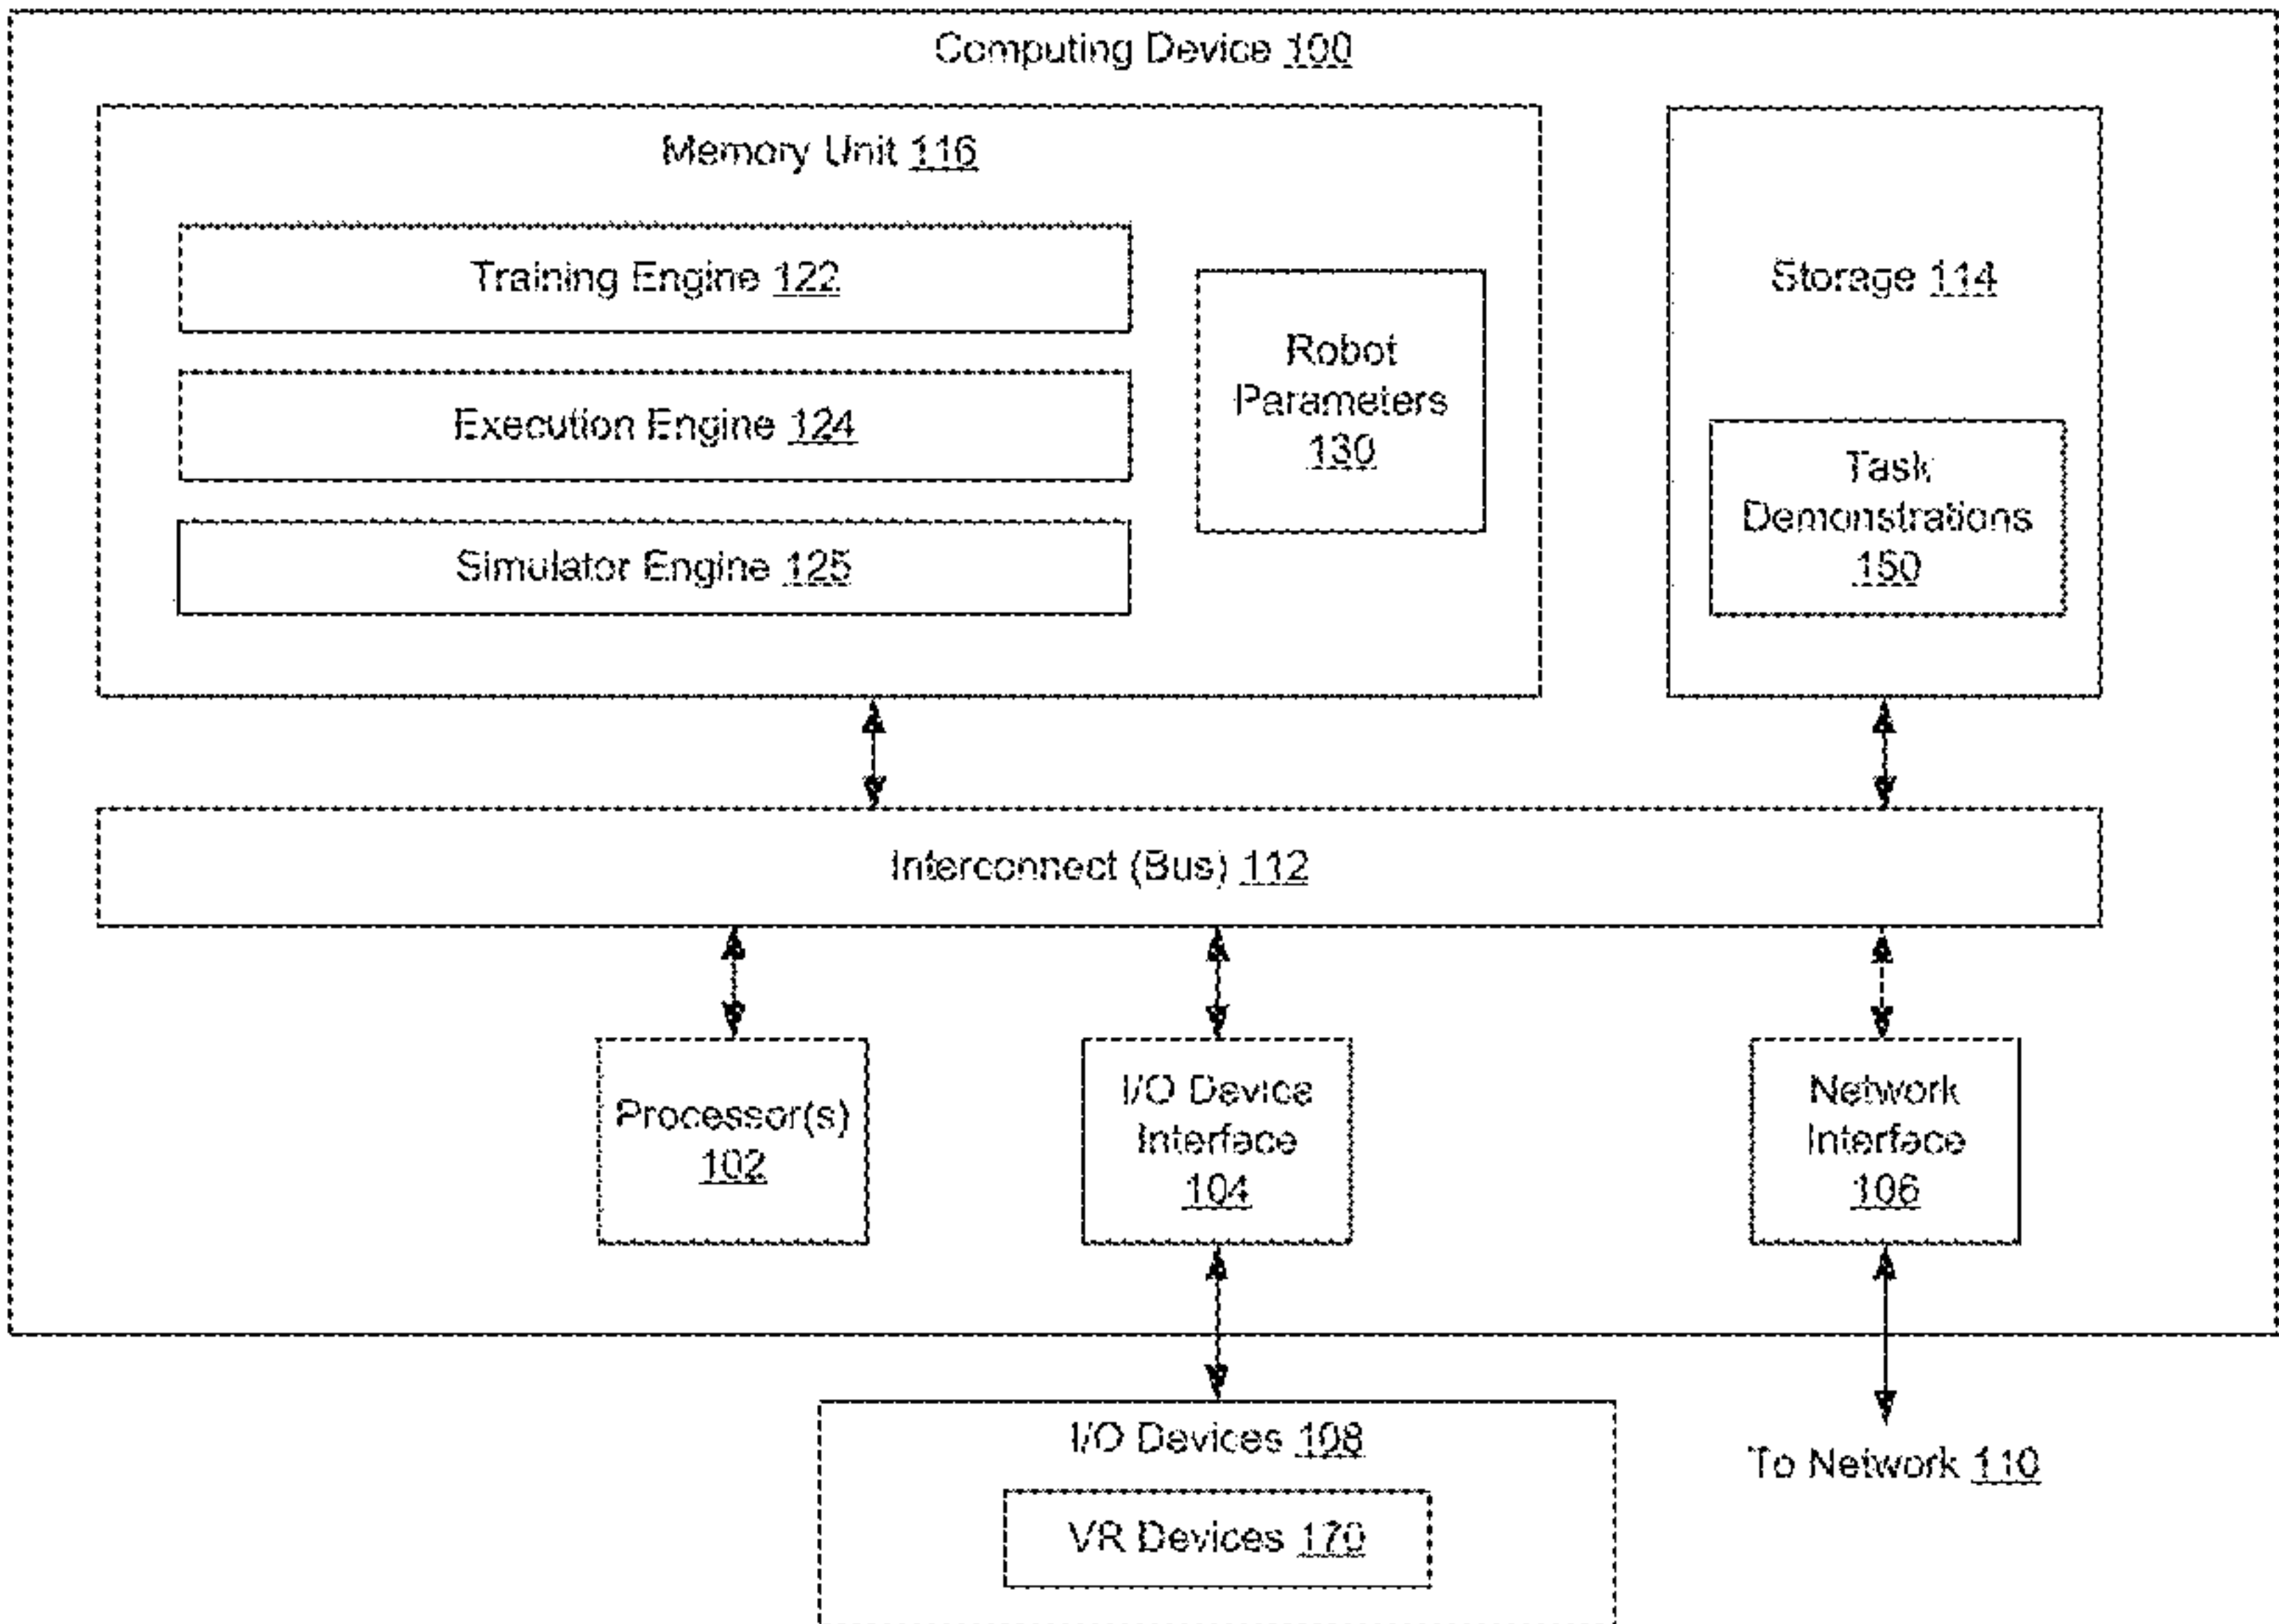 Computing Device 100
Memory Unit 116
Training Engine 122
Execution Engine 124
Simulator Engine 125
Robot
Parameters
130
Storage 114
Task
Demonstrations
150
Interconnect (Bus) 112
Processor(s)
102
I/O Device
Interface
104
Network
Interface
106
I/O Devices 108
VR Devices 170
To Network 110